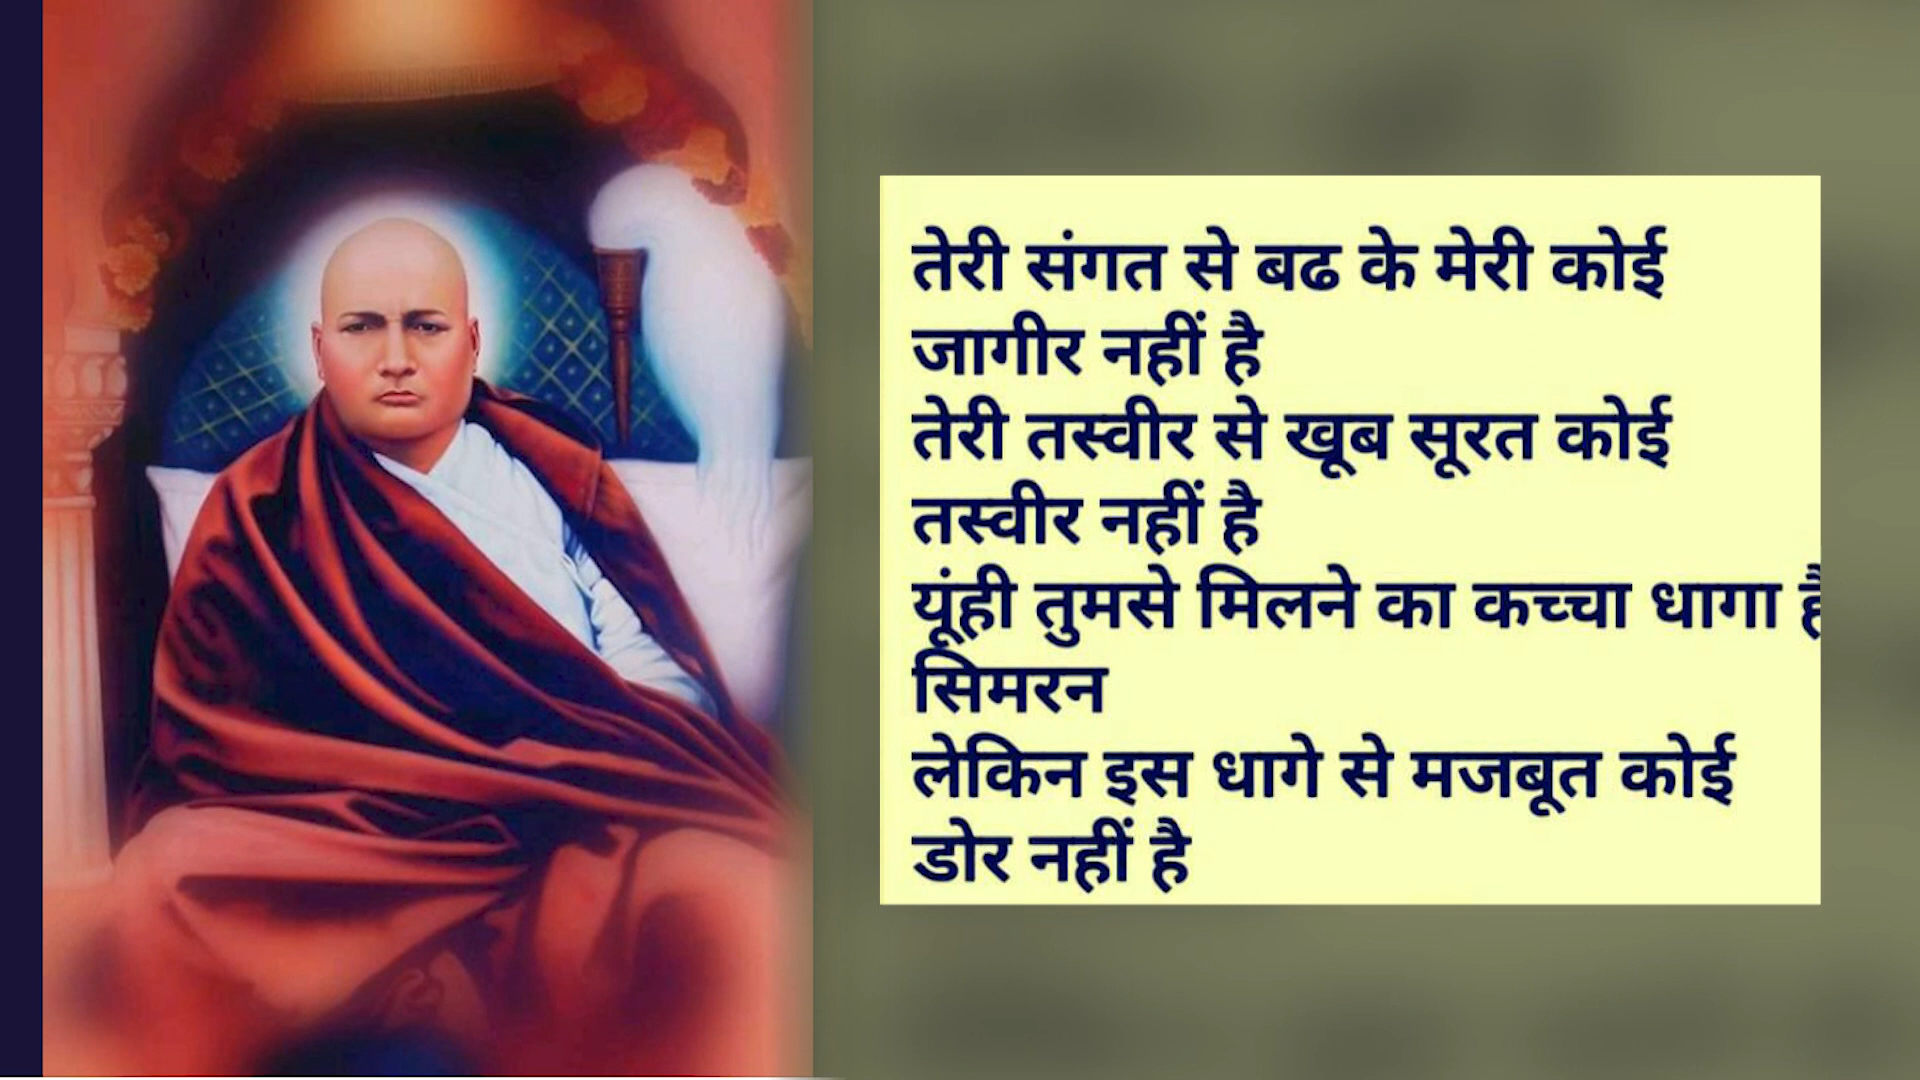 तेरी संगत से बढ के मेरी कोई
जागीर नहीं है
तेरी तस्वीर से खूब सूरत कोई
तस्वीर नहीं है
यूंही तुमसे मिलने का कच्चा धागा है
सिमरन
लेकिन इस धागे से मजबूत कोई
डोर नहीं है